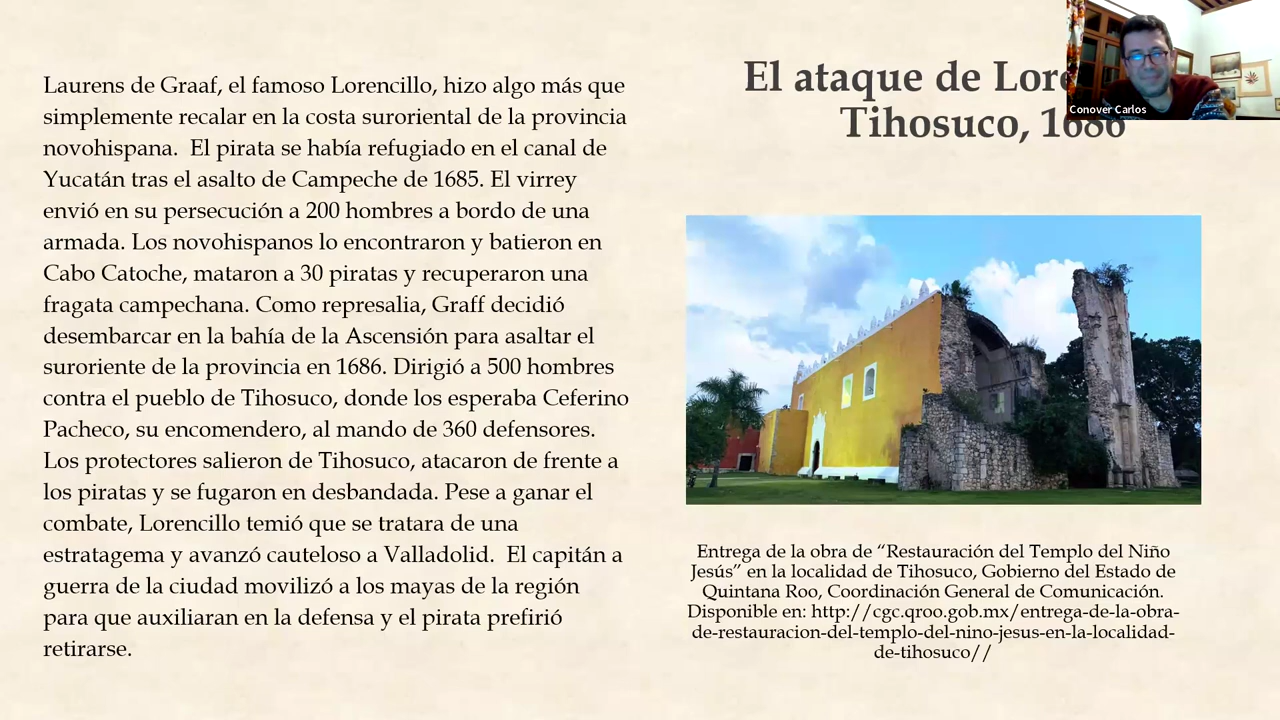 Laurens de Graaf, el famoso Lorencillo, hizo algo más que
simplemente recalar en la costa suroriental de la provincia
novohispana.  El pirata se había refugiado en el canal de
Yucatán tras el asalto de Campeche de 1685. El virrey
envió en su persecución a 200 hombres a bordo de una
armada. Los novohispanos lo encontraron y batieron en
Cabo Catoche, mataron a 30 piratas y recuperaron una
fragata campechana. Como represalia, Graff decidió
desembarcar en la bahía de la Ascensión para asaltar el
suroriente de la provincia en 1686. Dirigió a 500 hombres
contra el pueblo de Tihosuco, donde los esperaba Ceferino
Pacheco, su encomendero, al mando de 360 defensores.
Los protectores salieron de Tihosuco, atacaron de frente a
los piratas y se fugaron en desbandada. Pese a ganar el
combate, Lorencillo temió que se tratara de una
estratagema y avanzó cauteloso a Valladolid.  El capitán a
guerra de la ciudad movilizó a los mayas de la región
para que auxiliaran en la defensa y el pirata prefirió
retirarse.
El ataque de
Tihosuco, 1686
Conover Carlos
Entrega de la obra de “Restauración del Templo del Niño
Jesús” en la localidad de Tihosuco, Gobierno del Estado de
Quintana Roo, Coordinación General de Comunicación.
Disponible en: http://cgc.qroo.gob.mx/entrega-de-la-obra-
de-restauracion-del-templo-del-nino-jesus-en-la-localidad-
de-tihosuco//